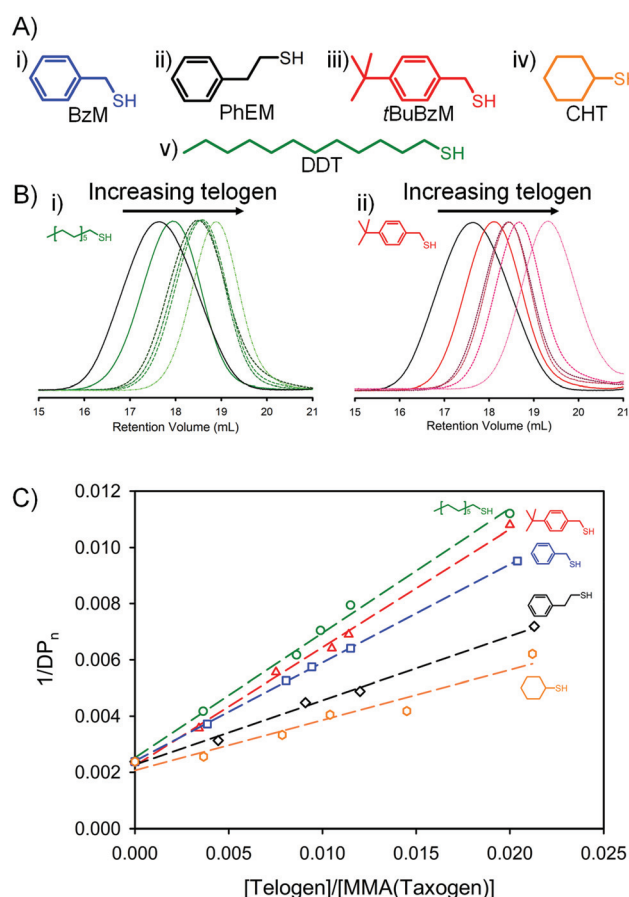 A)
i)
ii)
iii)
iv)
SH
SH
SH
SH
BzM
PhEM
tBuBzM
CHT
v)
SH
DDT
B)
Increasing telogen
Increasing telogen
i)
ii)
5
SH
SH
15 16 17 18 19 20 21
15 16 17 18 19 20 21
Retention Volume (mL)
Retention Volume (mL)
C)
0.012
0.010
0.008
0.006
0.004
0.002
0.000
1/DPn
5
SH
SH
SH
SH
SH
0.000 0.005 0.010 0.015 0.020 0.025
[Telogen]/[MMA(Taxogen)]